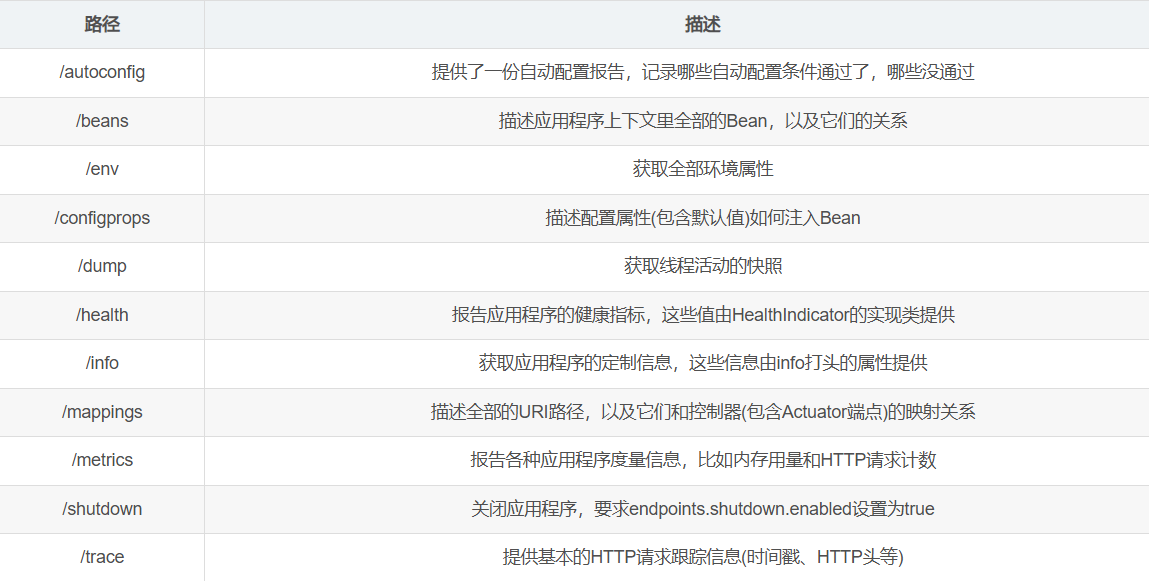 路径 描述
/autoconfig 提供了一份自动配置报告，记录哪些自动配置条件通过了，哪些没通过
/beans 描述应用程序上下文里全部的Bean，以及它们的关系
/env 获取全部环境属性
/configprops 描述配置属性(包含默认值)如何注入Bean
/dump 获取线程活动的快照
/health 报告应用程序的健康指标，这些值由HealthIndicator的实现类提供
/info 获取应用程序的定制信息，这些信息由info打头的属性提供
/mappings 描述全部的URI路径，以及它们和控制器(包含Actuator端点)的映射关系
/metrics 报告各种应用程序度量信息，比如内存用量和HTTP请求计数
/shutdown 关闭应用程序，要求endpoints.shutdown.enabled设置为true
/trace 提供基本的HTTP请求跟踪信息(时间戳、HTTP头等)